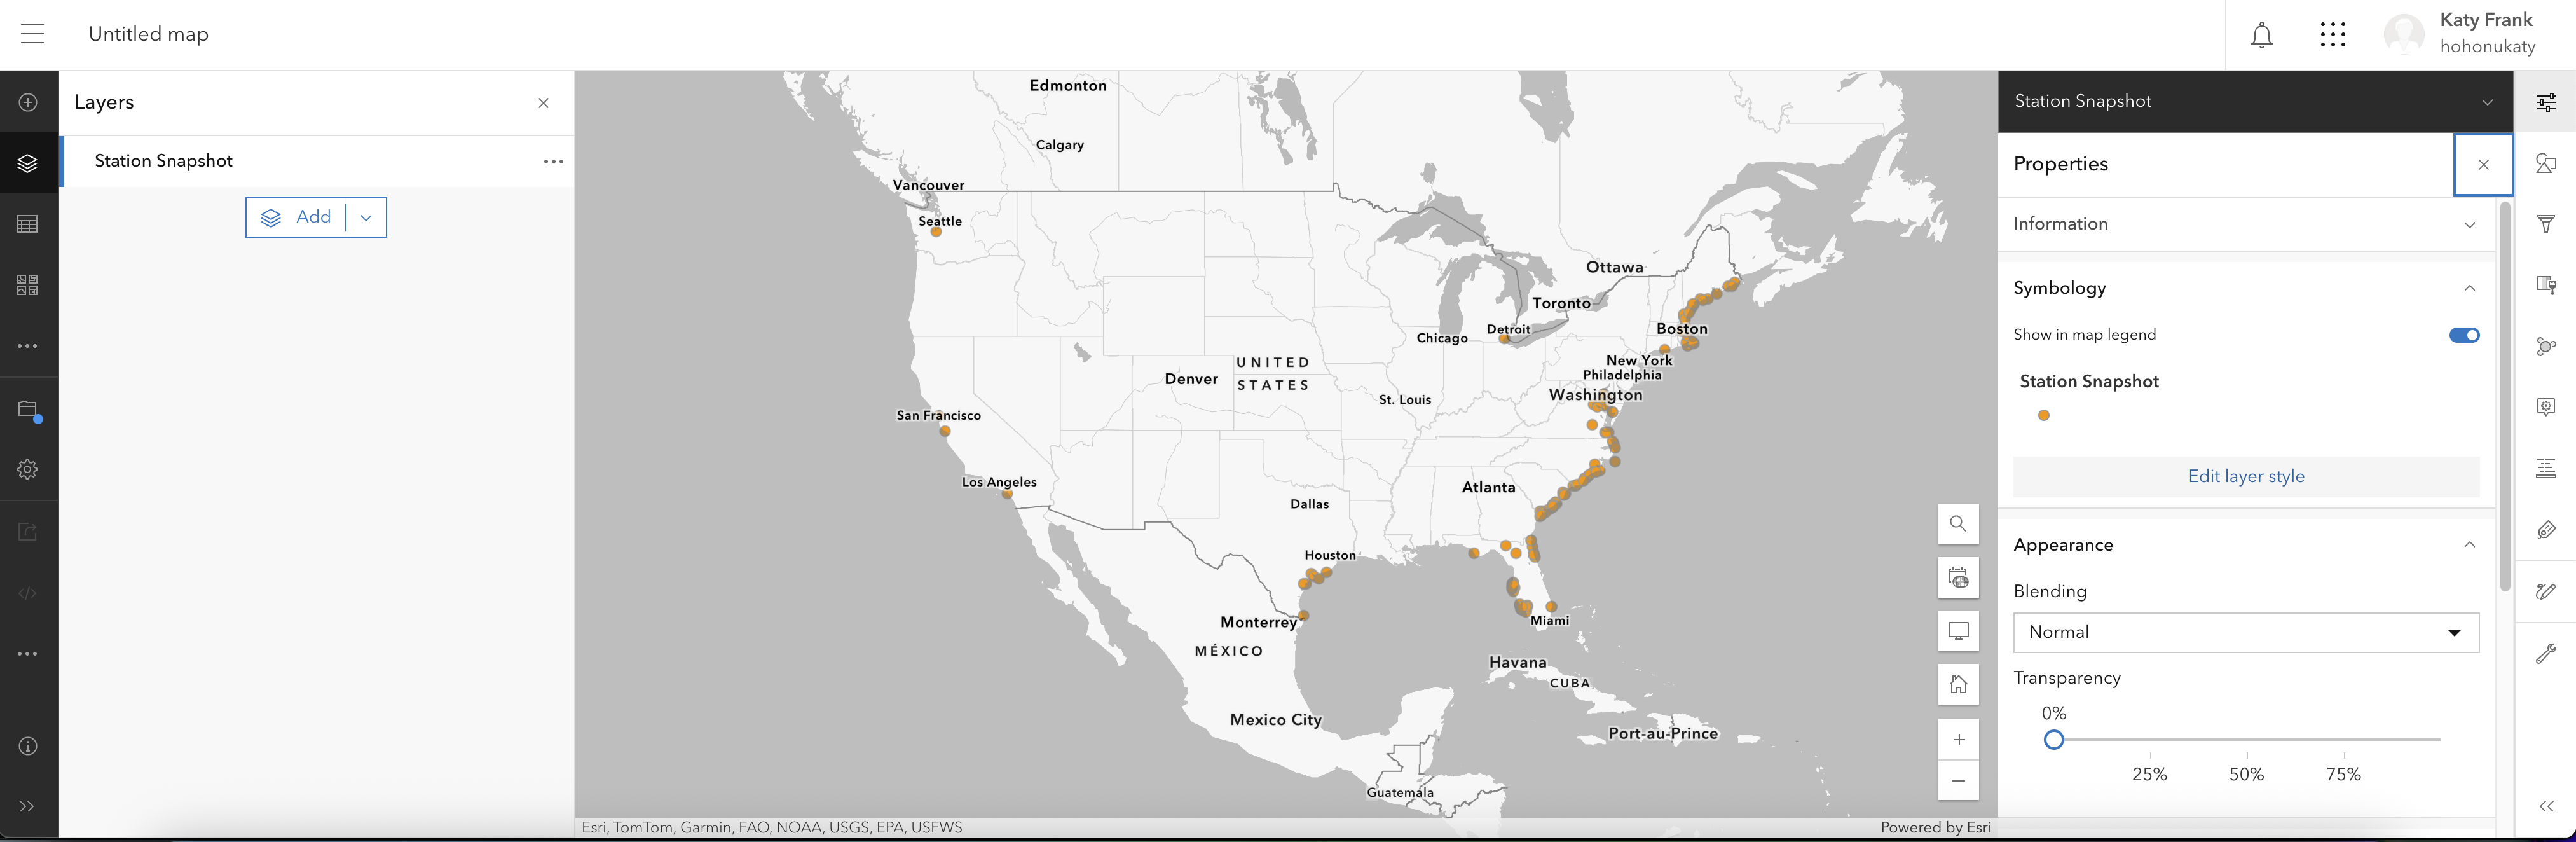 Untitled map
Katy Frank
hohonukaty
Layers
Station Snapshot
Add
Edmonton
Calgary
Vancouver
Seattle
Ottawa
Toronto
Detroit
Chicago
Boston
New York
Philadelphia
UNITED
STATES
Denver
St. Louis
Washington
San Francisco
Los Angeles
Atlanta
Dallas
Houston
Monterrey
MÉXICO
Miami
Havana
CUBA
Mexico City
Port-au-Prince
Guatemala
Esri, TomTom, Garmin, FAO, NOAA, USGS, EPA, USFWS
Powered by Esri
Station Snapshot
Properties
Information
Symbology
Show in map legend
Station Snapshot
Edit layer style
Appearance
Blending
Normal
Transparency
0%
25% 50% 75%